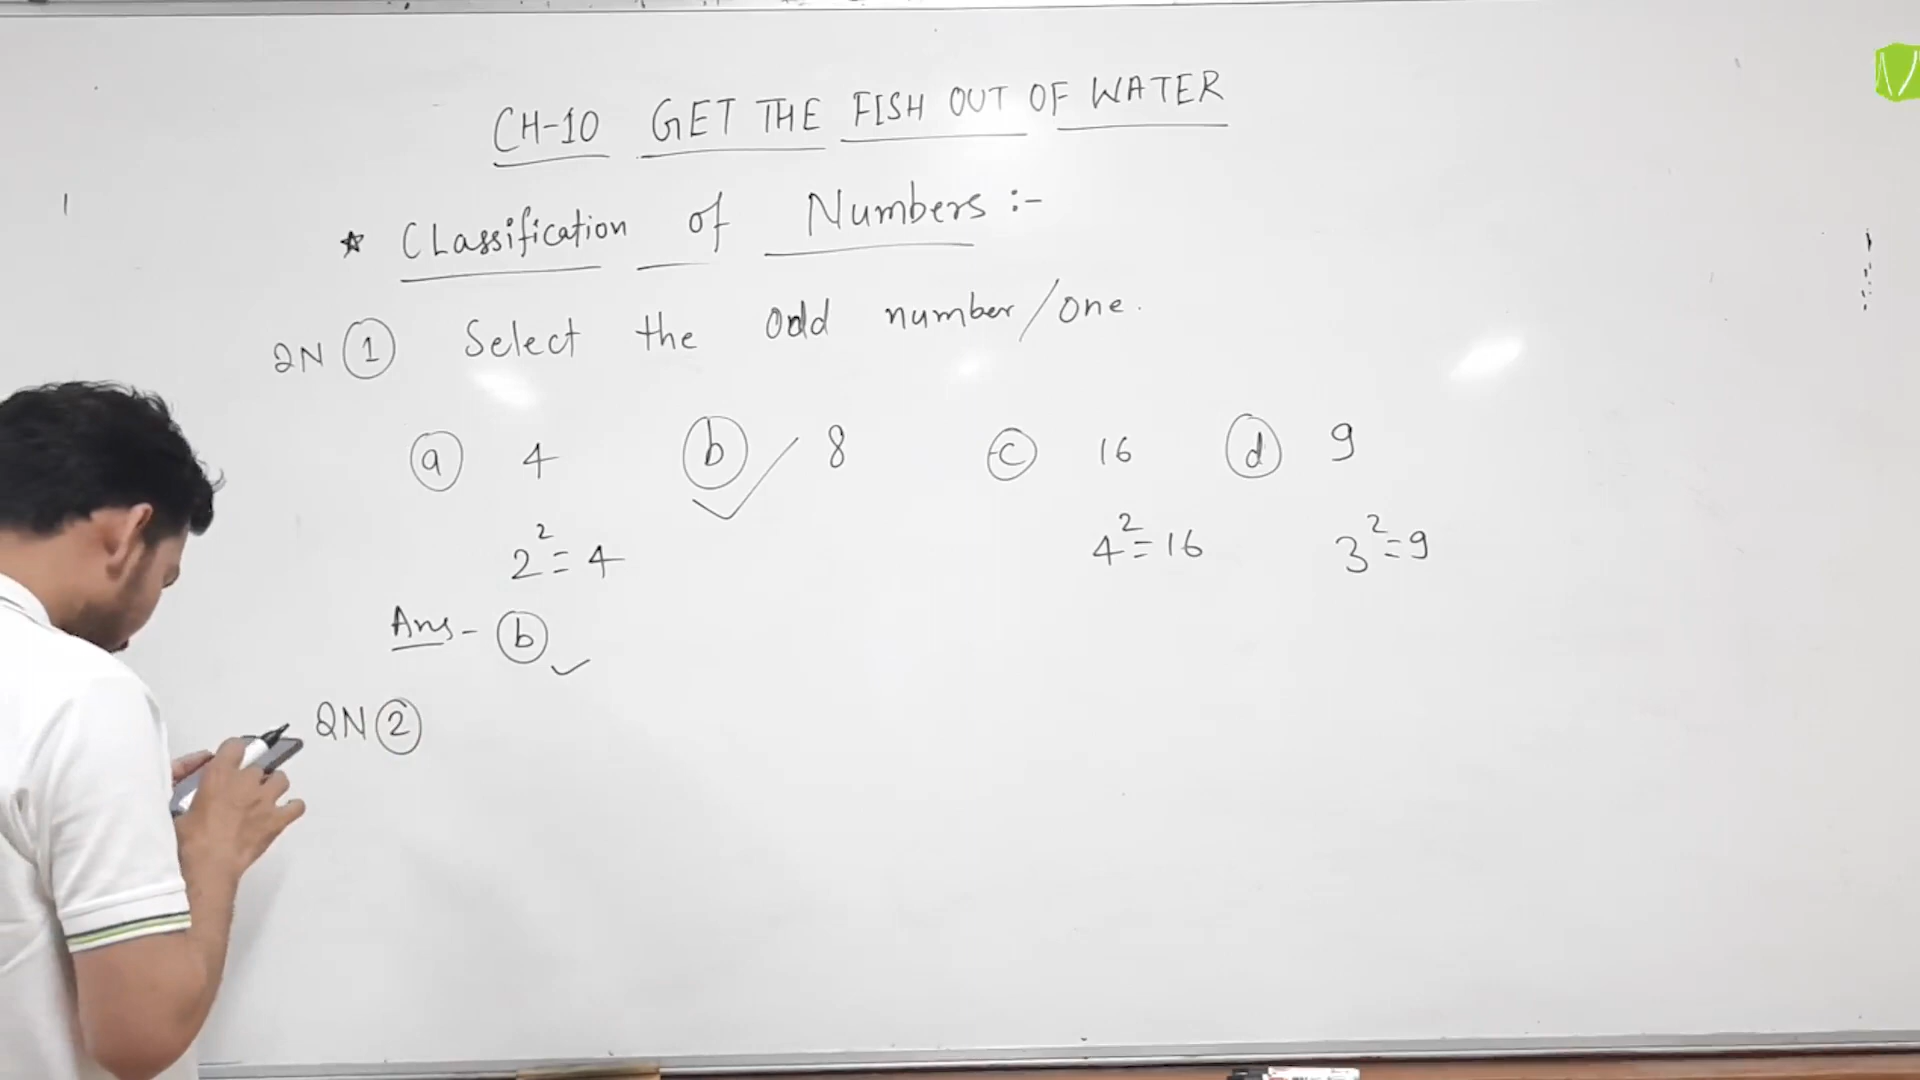 CH-10 GET THE FISH OUT OF WATER
* CLassification of Numbers :-
QN 1 Select the odd number/one.
a 4 b 8 c 16 d 9
2²=4 4²=16 3²=9
Ans - b
QN 2